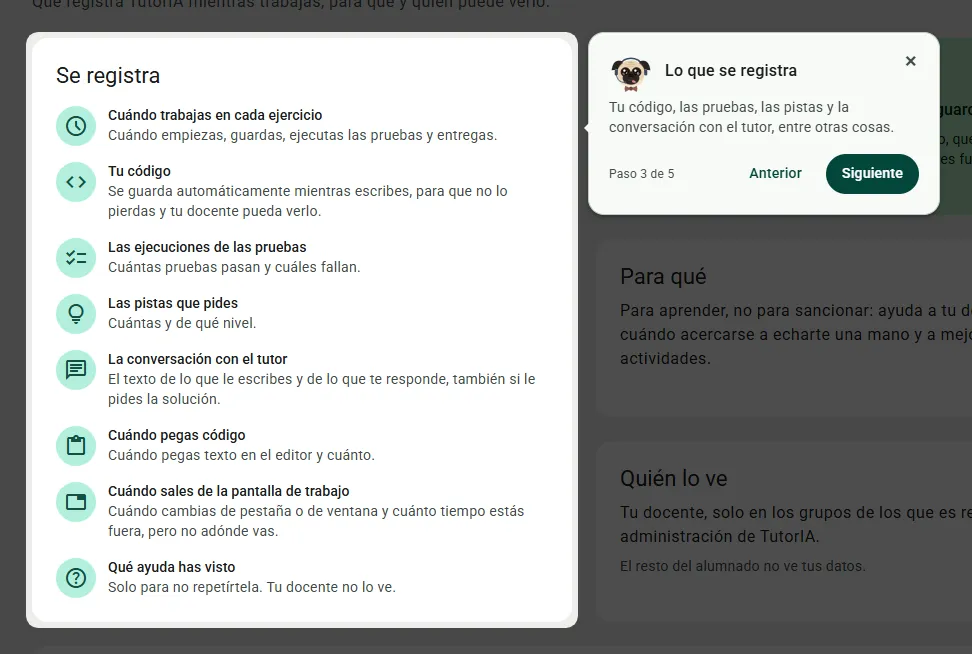 Qué registra TutorIA mientras trabajas, para qué y quién puede verlo.
Se registra
Cuándo trabajas en cada ejercicio
Cuándo empiezas, guardas, ejecutas las pruebas y entregas.
Tu código
Se guarda automáticamente mientras escribes, para que no lo
pierdas y tu docente pueda verlo.
Las ejecuciones de las pruebas
Cuántas pruebas pasan y cuáles fallan.
Las pistas que pides
Cuántas y de qué nivel.
La conversación con el tutor
El texto de lo que le escribes y de lo que te responde, también si le
pides la solución.
Cuándo pegas código
Cuándo pegas texto en el editor y cuánto.
Cuándo sales de la pantalla de trabajo
Cuándo cambias de pestaña o de ventana y cuánto tiempo estás
fuera, pero no adónde vas.
Qué ayuda has visto
Solo para no repetírtela. Tu docente no lo ve.
Lo que se registra
Tu código, las pruebas, las pistas y la
conversación con el tutor, entre otras cosas.
Paso 3 de 5
Anterior
Siguiente
Para qué
Para aprender, no para sancionar: ayuda a tu
cuándo acercarse a echarte una mano y a
actividades.
Quién lo ve
Tu docente, solo en los grupos de los que es
administración de TutorIA.
El resto del alumnado no ve tus datos.